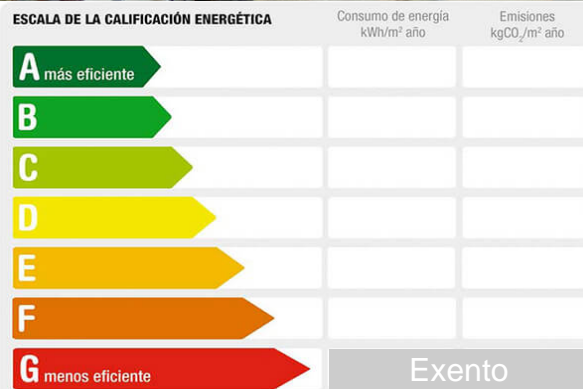 ESCALA DE LA CALIFICACIÓN ENERGÉTICA
Consumo de energía
kWh/m² año
Emisiones
kgCO₂/m² año
A más eficiente
B
C
D
E
F
G menos eficiente
Exento